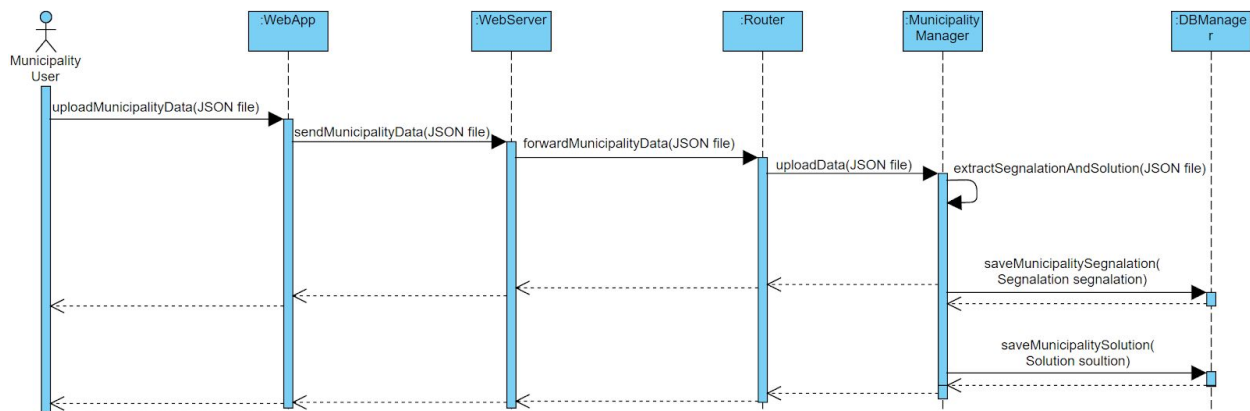 :WebApp
:WebServer
:Router
:Municipality
Manager
:DBManage
r
Municipality
User
uploadMunicipalityData(JSON file)
sendMunicipalityData(JSON file)
forwardMunicipalityData(JSON file)
uploadData(JSON file)
extractSegnalationAndSolution(JSON file)
saveMunicipalitySegnalation(
Segnalation segnalation)
saveMunicipalitySolution(
Solution soultion)